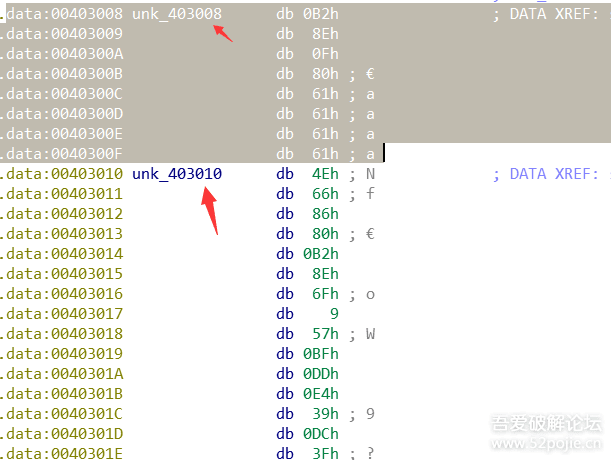 .data:00403008 unk_403008 db 0B2h ; DATA XREF:
.data:00403009 db 8Eh
.data:0040300A db 0Fh
.data:0040300B db 80h ; €
.data:0040300C db 61h ; a
.data:0040300D db 61h ; a
.data:0040300E db 61h ; a
.data:0040300F db 61h ; a
.data:00403010 unk_403010 db 4Eh ; N ; DATA XREF:
.data:00403011 db 66h ; f
.data:00403012 db 86h
.data:00403013 db 80h ; €
.data:00403014 db 0B2h
.data:00403015 db 8Eh
.data:00403016 db 6Fh ; o
.data:00403017 db 9
.data:00403018 db 57h ; W
.data:00403019 db 0BFh
.data:0040301A db 0DDh
.data:0040301B db 0E4h
.data:0040301C db 39h ; 9
.data:0040301D db 0DCh
.data:0040301E db 3Fh ; ?
吾爱破解论坛
www.52pojie.cn